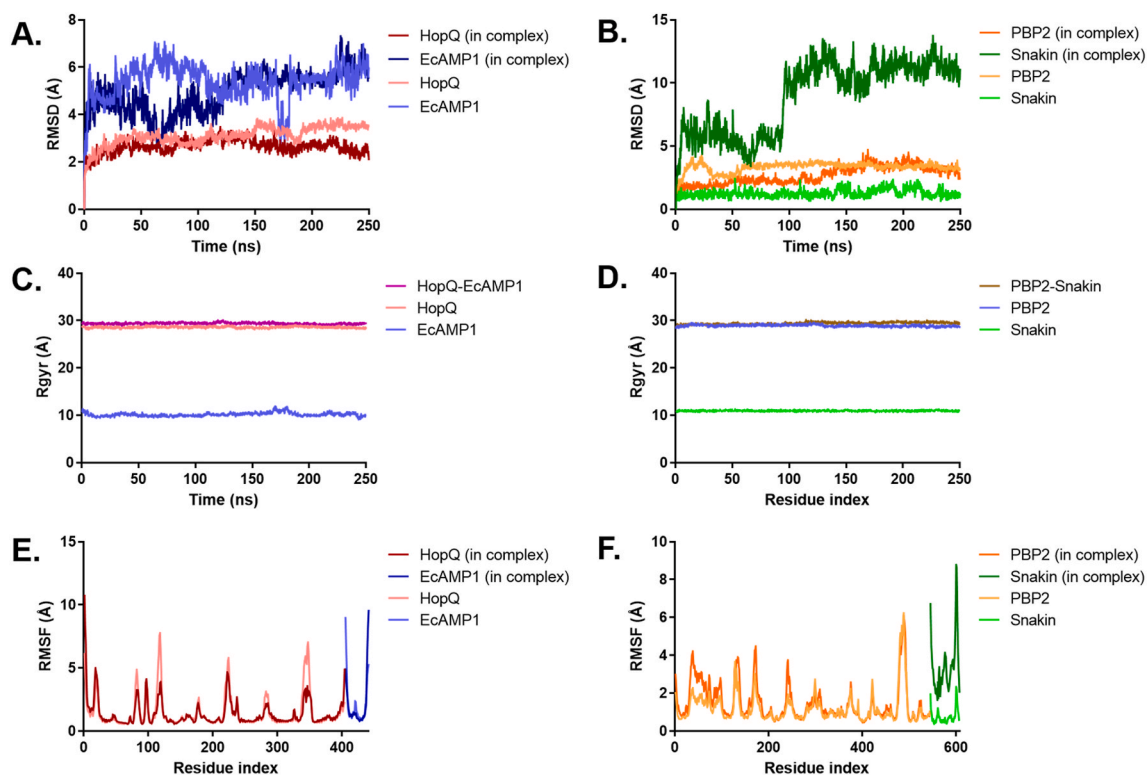 A.
8
6
4
2
0
RMSD (Å)
0 50 100 150 200 250
Time (ns)
HopQ (in complex)
EcAMP1 (in complex)
HopQ
EcAMP1
B.
15
10
5
0
RMSD (Å)
0 50 100 150 200 250
Time (ns)
PBP2 (in complex)
Snakin (in complex)
PBP2
Snakin
C.
40
30
20
10
0
Rgyr (Å)
0 50 100 150 200 250
Time (ns)
HopQ-EcAMP1
HopQ
EcAMP1
D.
40
30
20
10
0
Rgyr (Å)
0 50 100 150 200 250
Residue index
PBP2-Snakin
PBP2
Snakin
E.
15
10
5
0
RMSF (Å)
0 100 200 300 400
Residue index
HopQ (in complex)
EcAMP1 (in complex)
HopQ
EcAMP1
F.
10
8
6
4
2
0
RMSF (Å)
0 200 400 600
Residue index
PBP2 (in complex)
Snakin (in complex)
PBP2
Snakin